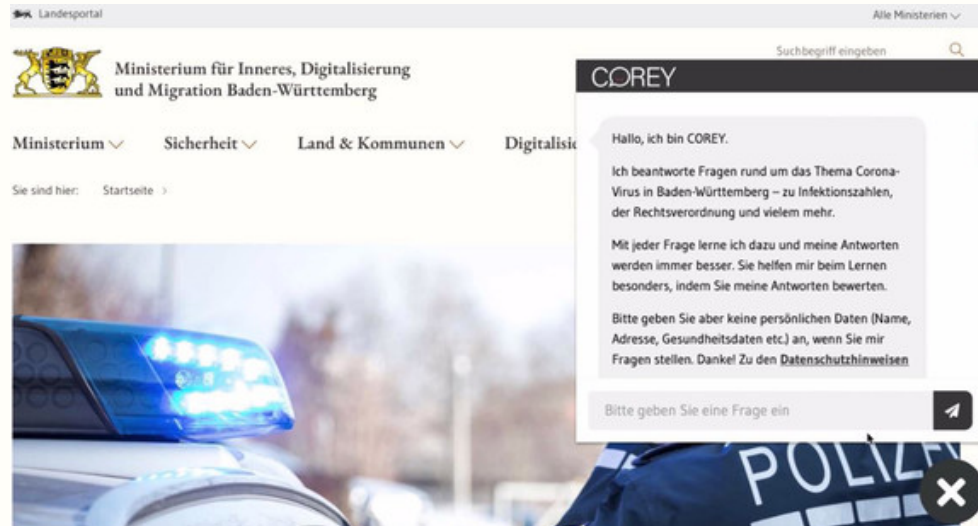 Landesportal
Alle Ministerien
Suchbegriff eingeben
Ministerium für Inneres, Digitalisierung
und Migration Baden-Württemberg
Ministerium
Sicherheit
Land & Kommunen
Sie sind hier: Startseite >
COREY
Hallo, ich bin COREY.
Ich beantworte Fragen rund um das Thema Corona-
Virus in Baden-Württemberg – zu Infektionszahlen,
der Rechtsverordnung und vielem mehr.
Mit jeder Frage lerne ich dazu und meine Antworten
werden immer besser. Sie helfen mir beim Lernen
besonders, indem Sie meine Antworten bewerten.
Bitte geben Sie aber keine persönlichen Daten (Name,
Adresse, Gesundheitsdaten etc.) an, wenn Sie mir
Fragen stellen. Danke! Zu den Datenschutzhinweisen
Bitte geben Sie eine Frage ein
POLIZEI